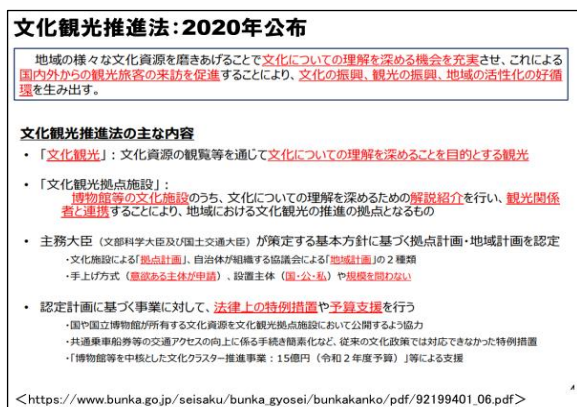 文化観光推進法：2020年公布
地域の様々な文化資源を磨きあげることで文化についての理解を深める機会を充実させ、これによる
国内外からの観光旅客の来訪を促進することにより、文化の振興、観光の振興、地域の活性化の好循
環を生み出す。
文化観光推進法の主な内容
・「文化観光」：文化資源の観覧等を通じて文化についての理解を深めることを目的とする観光
・「文化観光拠点施設」：
博物館等の文化施設のうち、文化についての理解を深めるための解説紹介を行い、観光関係
者と連携することにより、地域における文化観光の推進の拠点となるもの
・主務大臣（文部科学大臣及び国土交通大臣）が策定する基本方針に基づく拠点計画・地域計画を認定
・文化施設による「拠点計画」、自治体が組織する協議会による「地域計画」の２種類
・手上げ方式（意欲ある主体が申請）、設置主体（国・公・私）や規模を問わない
・認定計画に基づく事業に対して、法律上の特例措置や予算支援を行う
・国や国立博物館が所有する文化資源を文化観光拠点施設において公開するよう協力
・共通乗車船券等の交通アクセスの向上に係る手続き簡素化など、従来の文化政策では対応できなかった特例措置
・「博物館等を中核とした文化クラスター推進事業：15億円（令和２年度予算）」等による支援
<https://www.bunka.go.jp/seisaku/bunka_gyosei/bunkakanko/pdf/92199401_06.pdf>